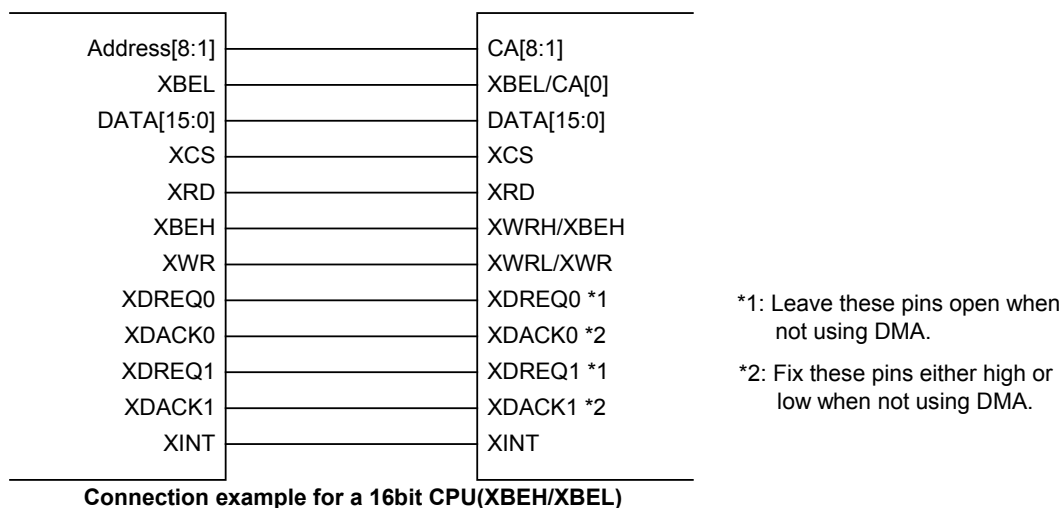 Address[8:1] CA[8:1]
XBEL XBEL/CA[0]
DATA[15:0] DATA[15:0]
XCS XCS
XRD XRD
XBEH XWRH/XBEH
XWR XWRL/XWR
XDREQ0 XDREQ0 *1
XDACK0 XDACK0 *2
XDREQ1 XDREQ1 *1
XDACK1 XDACK1 *2
XINT XINT
*1: Leave these pins open when
not using DMA.
*2: Fix these pins either high or
low when not using DMA.
Connection example for a 16bit CPU(XBEH/XBEL)